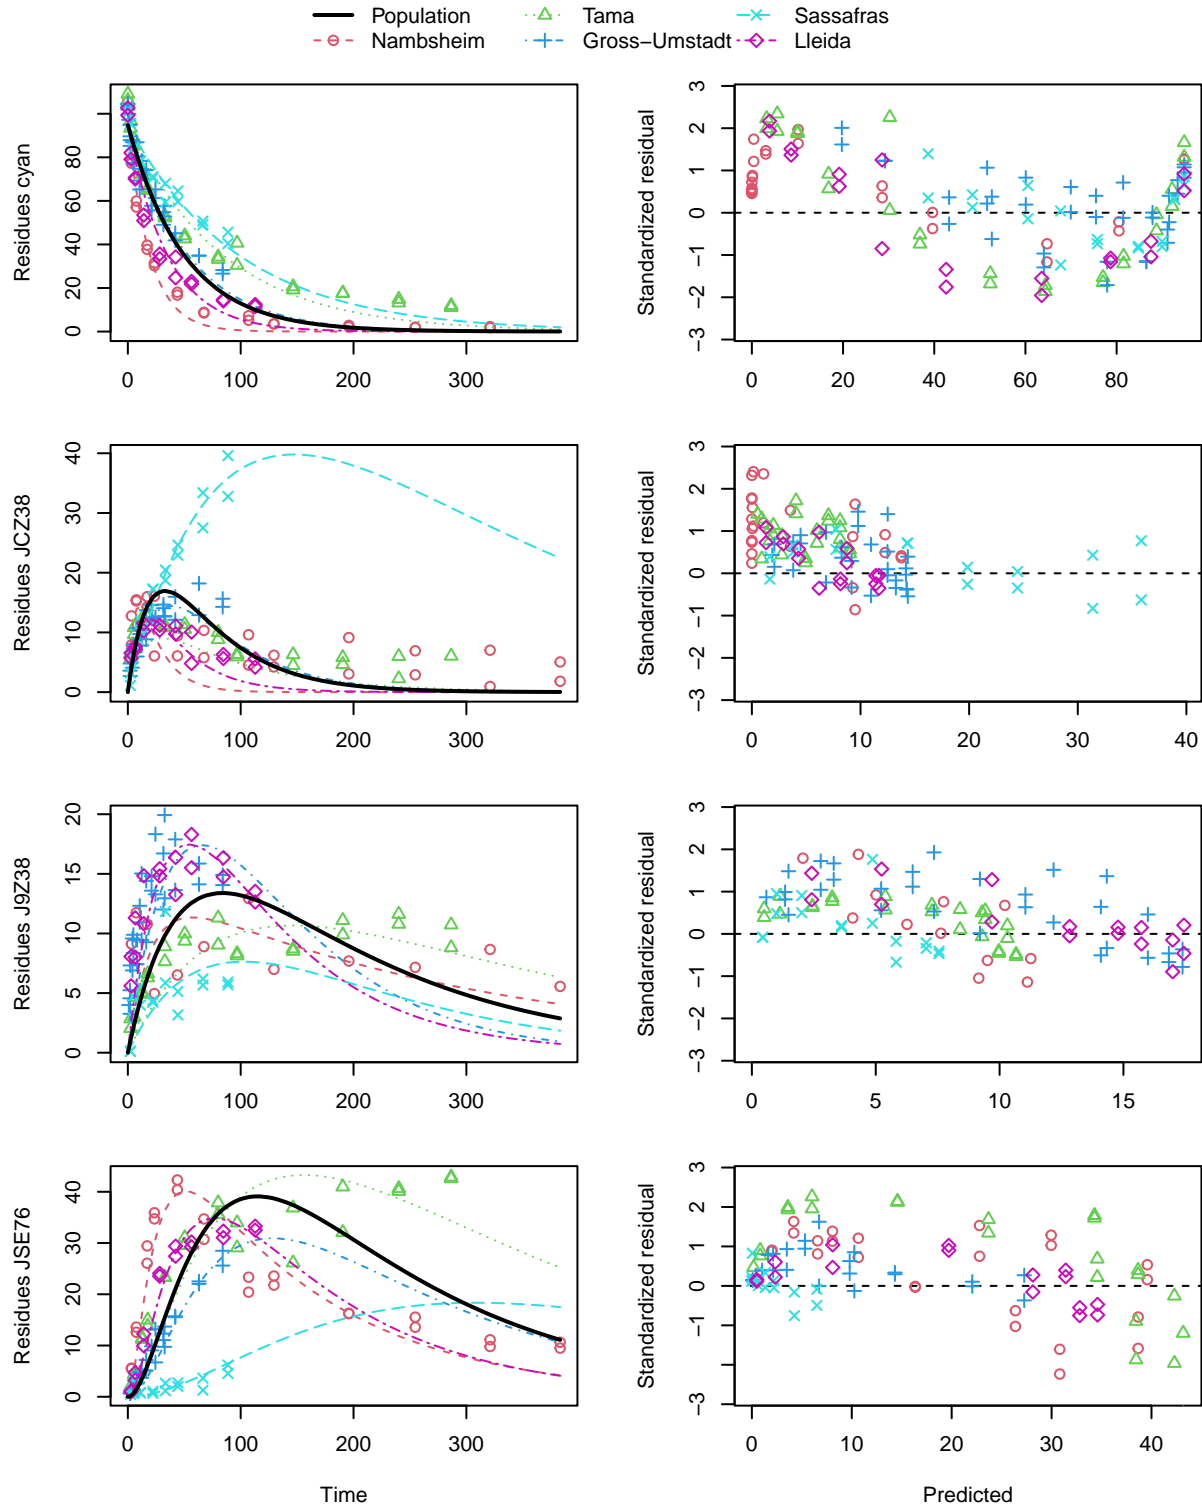 Population Tama Sassafras
Nambsheim Gross−Umstadt Lleida
Residues cyan
0 20 40 60 80
0 100 200 300
Standardized residual
−3 −2 −1 0 1 2 3
0 20 40 60 80
Residues JCZ38
0 10 20 30 40
0 100 200 300
Standardized residual
−3 −2 −1 0 1 2 3
0 10 20 30 40
Residues J9Z38
0 5 10 15 20
0 100 200 300
Standardized residual
−3 −2 −1 0 1 2 3
0 5 10 15
Residues JSE76
0 10 20 30 40
0 100 200 300
Time
Standardized residual
−3 −1 0 1 2 3
0 10 20 30 40
Predicted